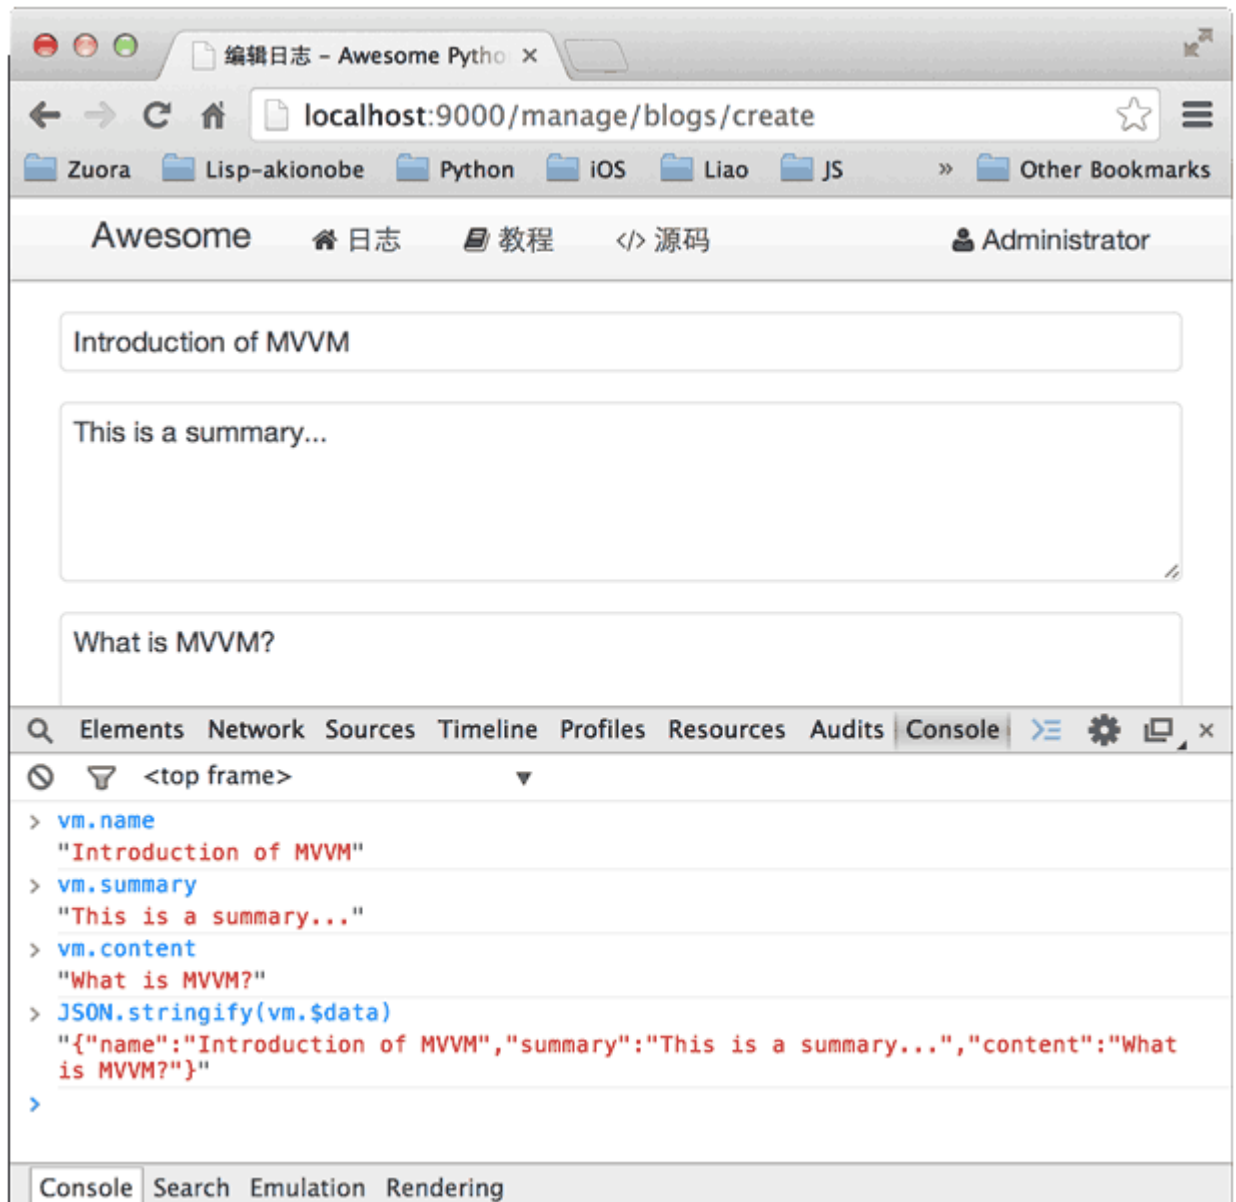 编辑日志 – Awesome Pytho
localhost:9000/manage/blogs/create
Zuora Lisp-akionobe Python iOS Liao JS » Other Bookmarks
Awesome 日志 教程 </> 源码 Administrator
Introduction of MVVM
This is a summary...
What is MVVM?
Elements Network Sources Timeline Profiles Resources Audits Console
<top frame>
> vm.name
"Introduction of MVVM"
> vm.summary
"This is a summary..."
> vm.content
"What is MVVM?"
> JSON.stringify(vm.$data)
"{"name":"Introduction of MVVM","summary":"This is a summary...","content":"What
is MVVM?"}"
>
Console Search Emulation Rendering